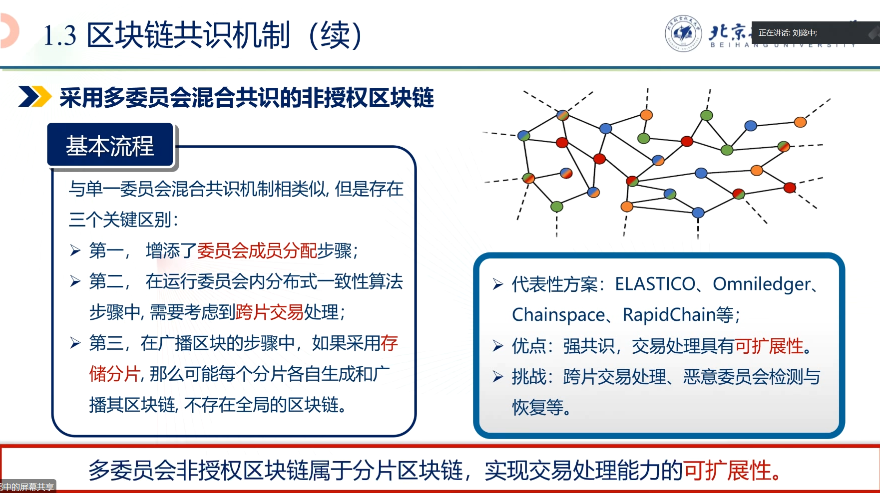 1.3 区块链共识机制（续）
北京
BEIHANG UNIVERSITY
正在讲话: 刘懿中;
采用多委员会混合共识的非授权区块链
基本流程
与单一委员会混合共识机制相类似, 但是存在
三个关键区别：
➢ 第一， 增添了委员会成员分配步骤；
➢ 第二， 在运行委员会内分布式一致性算法
步骤中, 需要考虑到跨片交易处理；
➢ 第三，在广播区块的步骤中，如果采用存
储分片, 那么可能每个分片各自生成和广
播其区块链, 不存在全局的区块链。
➢ 代表性方案：ELASTICO、Omniledger、
Chainspace、RapidChain等；
➢ 优点：强共识，交易处理具有可扩展性。
➢ 挑战：跨片交易处理、恶意委员会检测与
恢复等。
多委员会非授权区块链属于分片区块链，实现交易处理能力的可扩展性。
中的屏幕共享